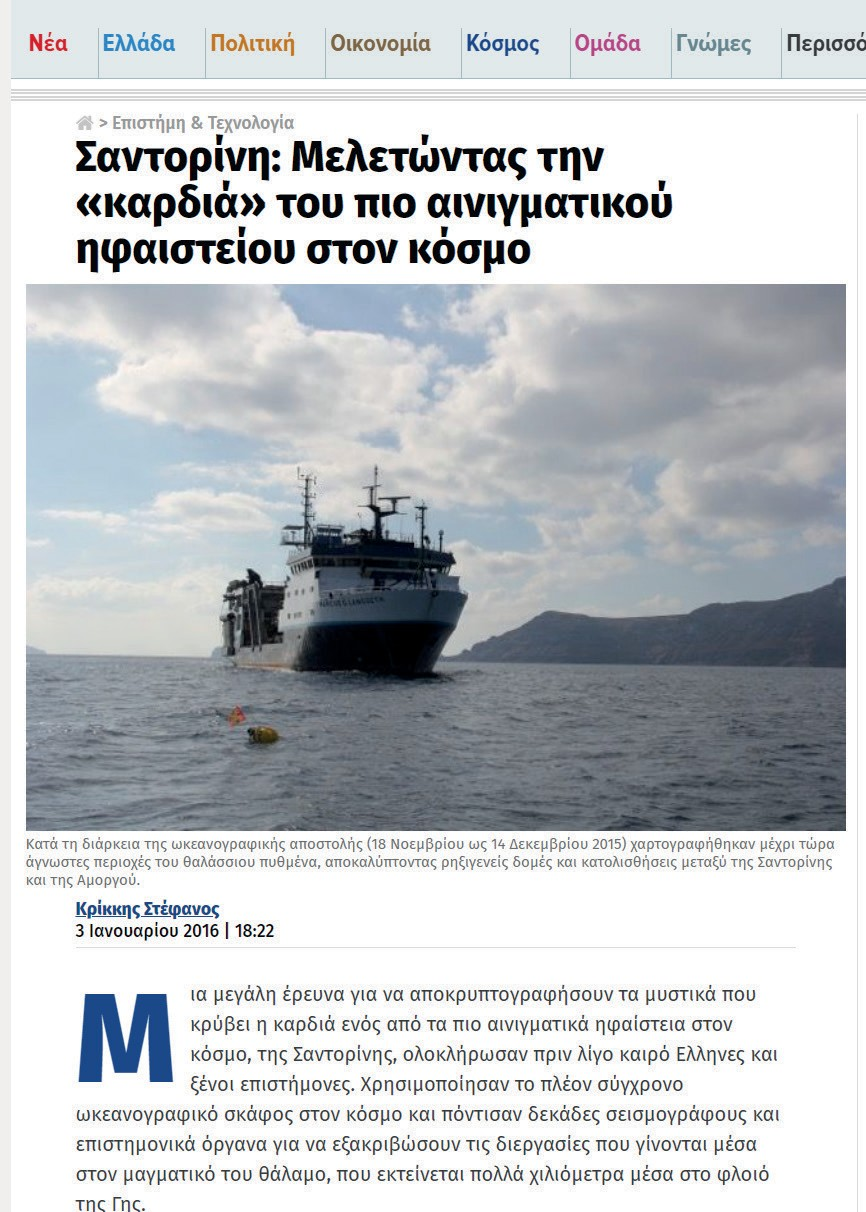 Νέα
Ελλάδα
Πολιτική
Οικονομία
Κόσμος
Ομάδα
Γνώμες
> Επιστήμη & Τεχνολογία
Σαντορίνη: Μελετώντας την
«καρδιά» του πιο αινιγματικού
ηφαιστείου στον κόσμο
MARCUS G. LANGSETH
Κατά τη διάρκεια της ωκεανογραφικής αποστολής (18 Νοεμβρίου ως 14 Δεκεμβρίου 2015) χαρτογραφήθηκαν μέχρι τώρα
άγνωστες περιοχές του θαλάσσιου πυθμένα, αποκαλύπτοντας ρηξιγενείς δομές και κατολισθήσεις μεταξύ της Σαντορίνης
και της Αμοργού.
Κρίκκης Στέφανος
3 Ιανουαρίου 2016 | 18:22
Μια μεγάλη έρευνα για να αποκρυπτογραφήσουν τα μυστικά που
κρύβει η καρδιά ενός από τα πιο αινιγματικά ηφαίστεια στον
κόσμο, της Σαντορίνης, ολοκλήρωσαν πριν λίγο καιρό Ελληνες και
ξένοι επιστήμονες. Χρησιμοποίησαν το πλέον σύγχρονο
ωκεανογραφικό σκάφος στον κόσμο και πόντισαν δεκάδες σεισμογράφους και
επιστημονικά όργανα για να εξακριβώσουν τις διεργασίες που γίνονται μέσα
στον μαγματικό του θάλαμο, που εκτείνεται πολλά χιλιόμετρα μέσα στο φλοιό
της Γης.